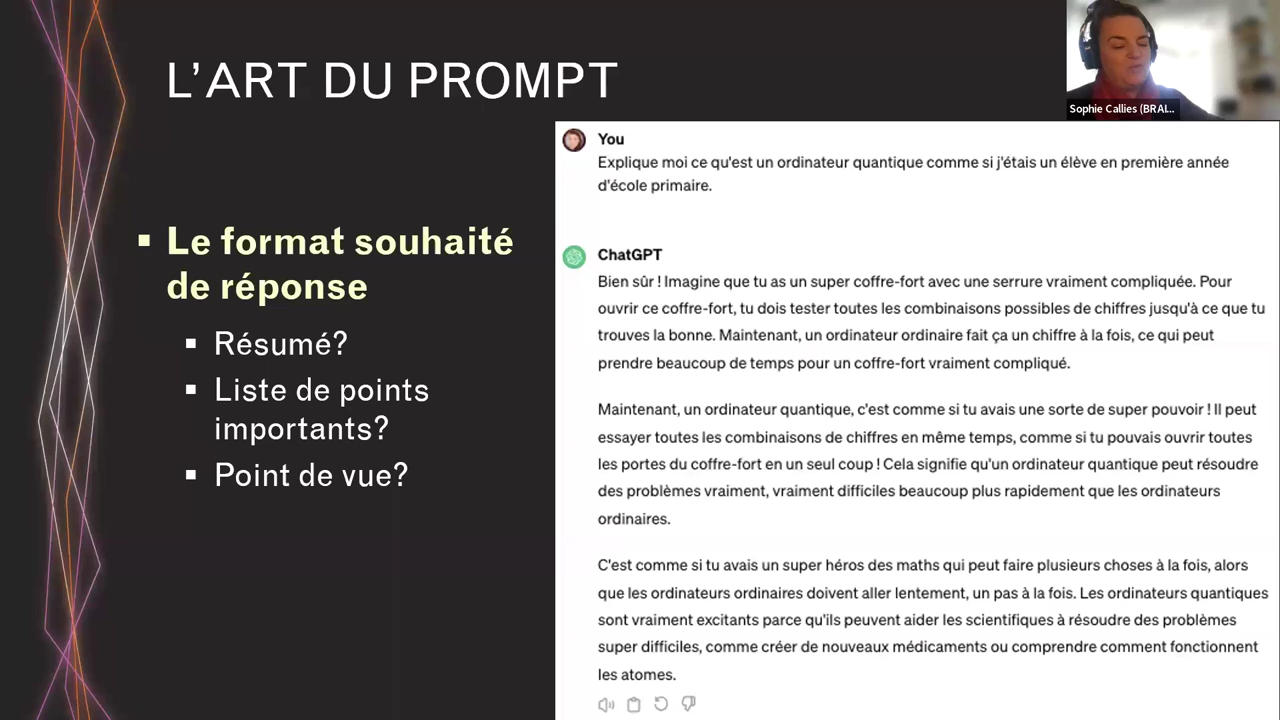 L'ART DU PROMPT
Sophie Callies (BRAI...
▪ Le format souhaité
de réponse
▪ Résumé?
▪ Liste de points
importants?
▪ Point de vue?
You
Explique moi ce qu'est un ordinateur quantique comme si j'étais un élève en première année
d'école primaire.
ChatGPT
Bien sûr ! Imagine que tu as un super coffre-fort avec une serrure vraiment compliquée. Pour
ouvrir ce coffre-fort, tu dois tester toutes les combinaisons possibles de chiffres jusqu'à ce que tu
trouves la bonne. Maintenant, un ordinateur ordinaire fait ça un chiffre à la fois, ce qui peut
prendre beaucoup de temps pour un coffre-fort vraiment compliqué.
Maintenant, un ordinateur quantique, c'est comme si tu avais une sorte de super pouvoir ! Il peut
essayer toutes les combinaisons de chiffres en même temps, comme si tu pouvais ouvrir toutes
les portes du coffre-fort en un seul coup ! Cela signifie qu'un ordinateur quantique peut résoudre
des problèmes vraiment, vraiment difficiles beaucoup plus rapidement que les ordinateurs
ordinaires.
C'est comme si tu avais un super héros des maths qui peut faire plusieurs choses à la fois, alors
que les ordinateurs ordinaires doivent aller lentement, un pas à la fois. Les ordinateurs quantiques
sont vraiment excitants parce qu'ils peuvent aider les scientifiques à résoudre des problèmes
super difficiles, comme créer de nouveaux médicaments ou comprendre comment fonctionnent
les atomes.